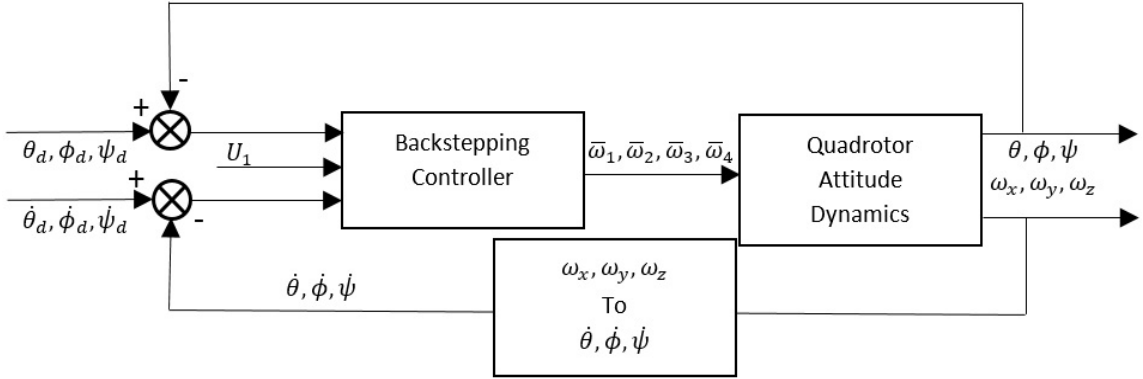 -
+
θ_d, ϕ_d, ψ_d
U_1
+
-
θ̇_d, ϕ̇_d, ψ̇_d
θ̇, ϕ̇, ψ̇
Backstepping
Controller
ω̅_1, ω̅_2, ω̅_3, ω̅_4
Quadrotor
Attitude
Dynamics
θ, ϕ, ψ
ω_x, ω_y, ω_z
ω_x, ω_y, ω_z
To
θ̇, ϕ̇, ψ̇